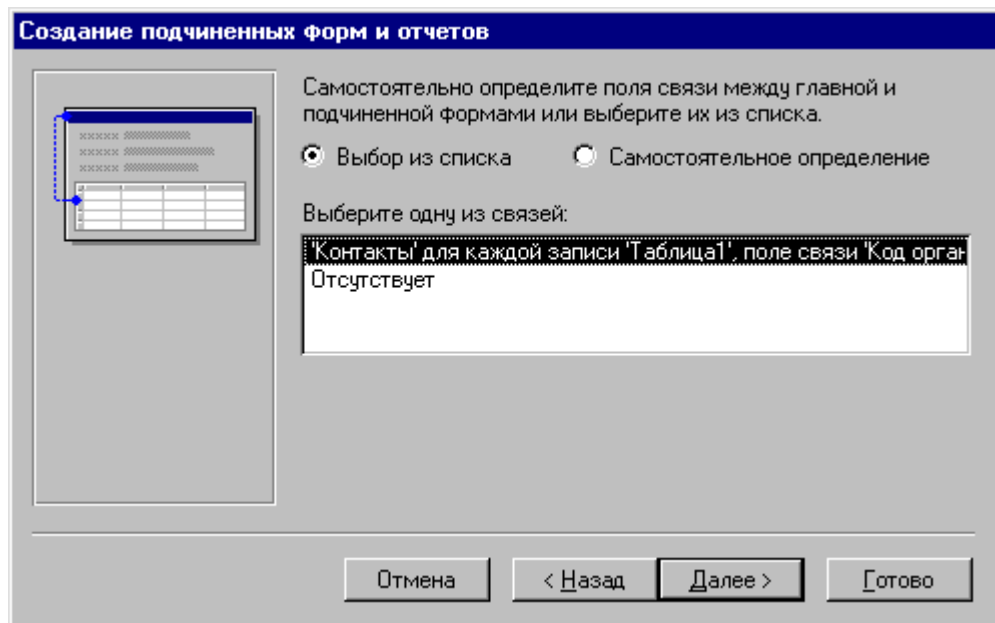 Создание подчиненных форм и отчетов
Самостоятельно определите поля связи между главной и
подчиненной формами или выберите их из списка.
Выбор из списка
Самостоятельное определение
Выберите одну из связей:
'Контакты' для каждой записи 'Таблица1', поле связи 'Код орган
Отсутствует
Отмена
< Назад
Далее >
Готово